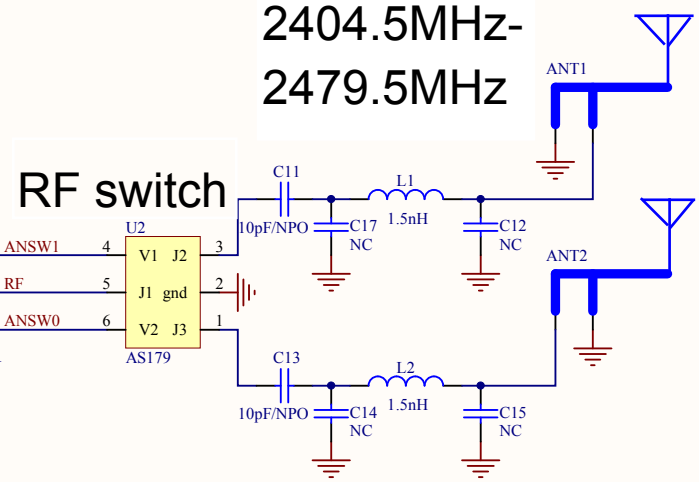 2404.5MHz-
2479.5MHz
ANT1
RF switch
C11
L1
10pF/NPO
C17
NC
1.5nH
C12
NC
U2
ANSW1 4 V1 J2 3
RF 5 J1 gnd 2
ANSW0 6 V2 J3 1
AS179
ANT2
C13
L2
10pF/NPO
C14
NC
1.5nH
C15
NC